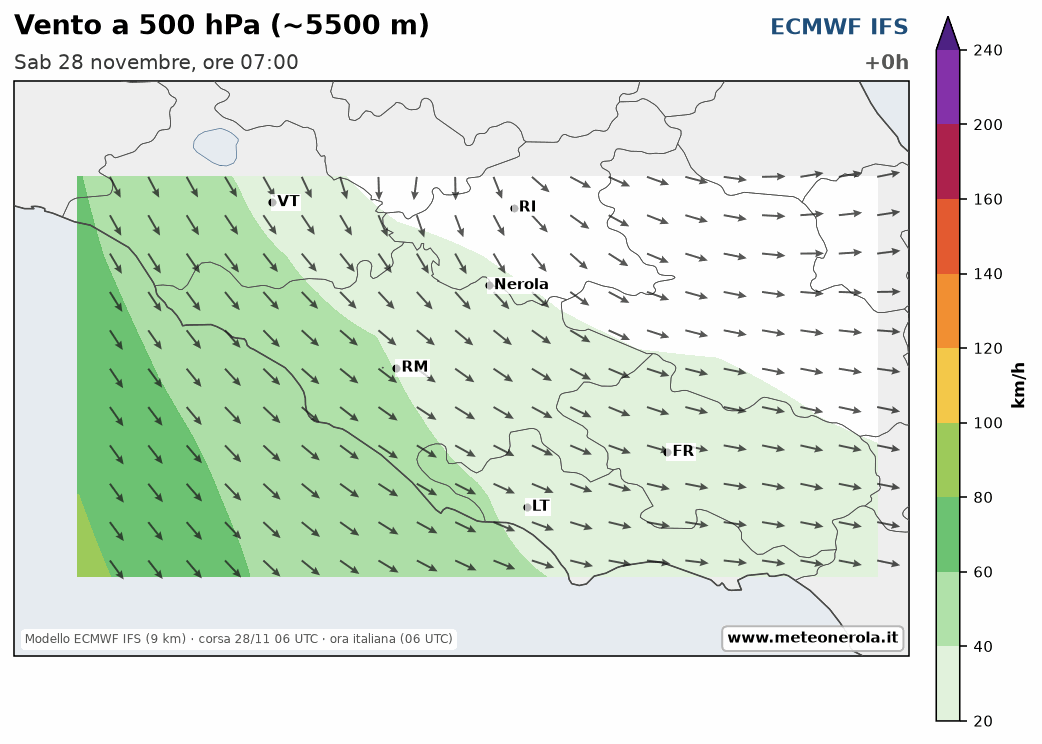 Vento a 500 hPa (~5500 m)
ECMWF IFS
Sab 28 novembre, ore 07:00
+0h
VT
RI
Nerola
RM
FR
LT
240
200
160
140
120
100
80
60
40
20
km/h
Modello ECMWF IFS (9 km) · corsa 28/11 06 UTC · ora italiana (06 UTC)
www.meteonerola.it